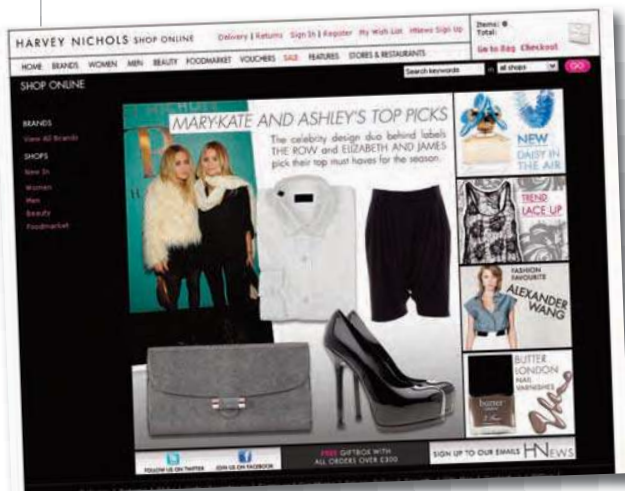 HARVEY NICHOLS SHOP ONLINE
Delivery | Returns Sign In | Register My Wish List HNews Sign Up
Items: 0
Total:
Go to Bag Checkout
HOME BRANDS WOMEN MEN BEAUTY FOODMARKET VOUCHERS SALE FEATURES STORES & RESTAURANTS
Search keywords in all shops GO
SHOP ONLINE
BRANDS
View All Brands
SHOPS
New In
Women
Men
Beauty
Foodmarket
MARY-KATE AND ASHLEY'S TOP PICKS
The celebrity design duo behind labels
THE ROW and ELIZABETH AND JAMES
pick their top must haves for the season.
NEW
DAISY IN
THE AIR
TREND
LACE UP
FASHION
FAVOURITE
ALEXANDER
WANG
BUTTER
LONDON
NAIL
VARNISHES
butter
LONDON
FOLLOW US ON TWITTER
JOIN US ON FACEBOOK
FREE GIFTBOX WITH
ALL ORDERS OVER £300
SIGN UP TO OUR EMAILS HNEWS